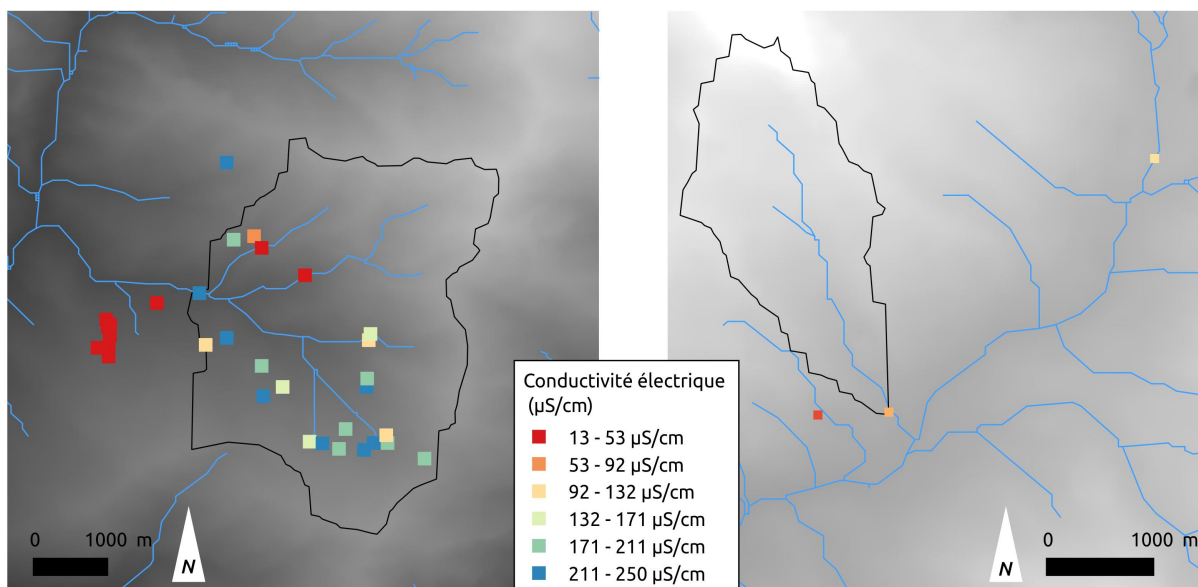 Conductivité électrique
(µS/cm)
13 - 53 µS/cm
53 - 92 µS/cm
92 - 132 µS/cm
132 - 171 µS/cm
171 - 211 µS/cm
211 - 250 µS/cm
0 1000 m
N
N
0 1000 m